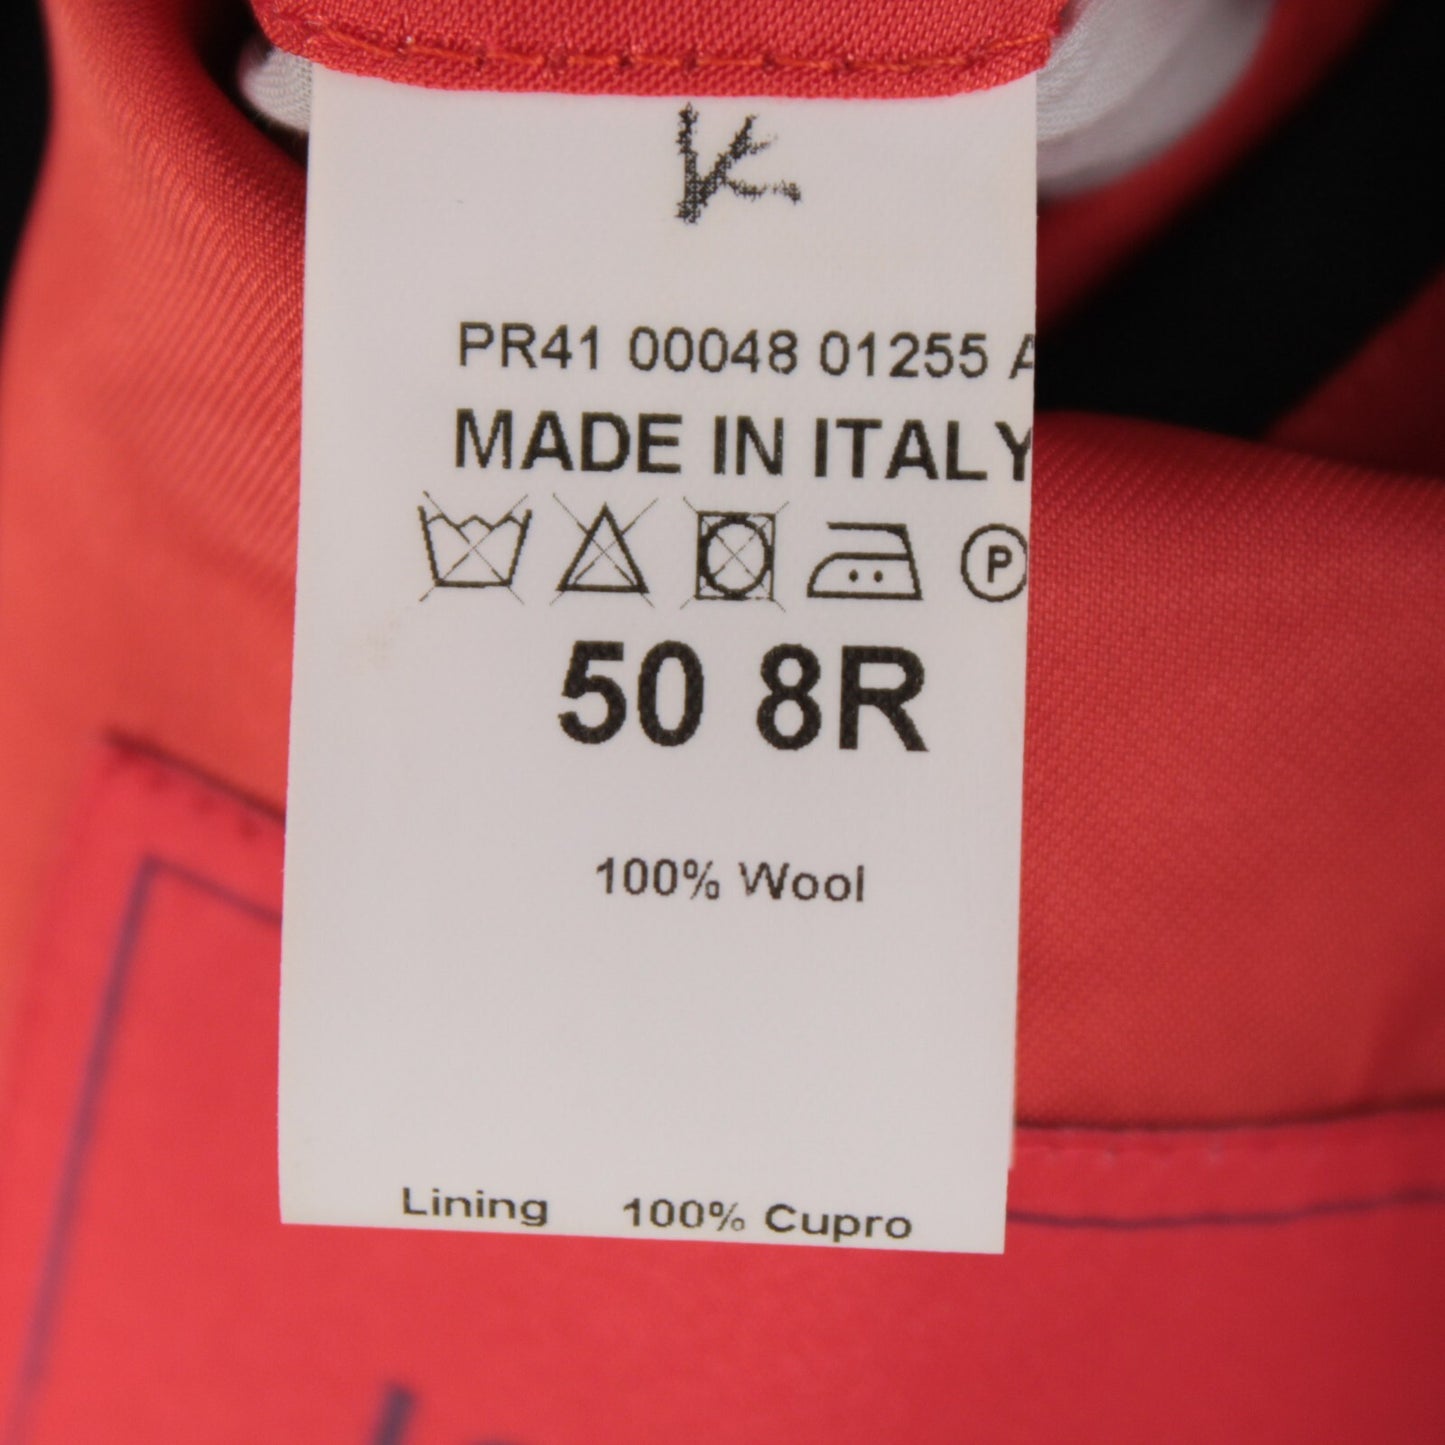 K
PR41 00048 01255 A
MADE IN ITALY
P
50 8R
100% Wool
Lining 100% Cupro